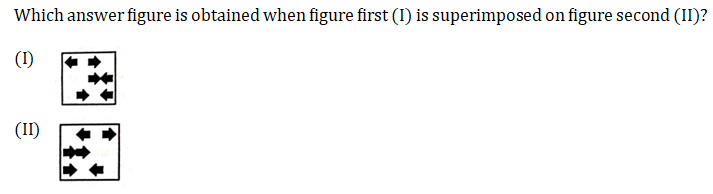 Which answer figure is obtained when figure first (I) is superimposed on figure second (II)?
(I)
(II)